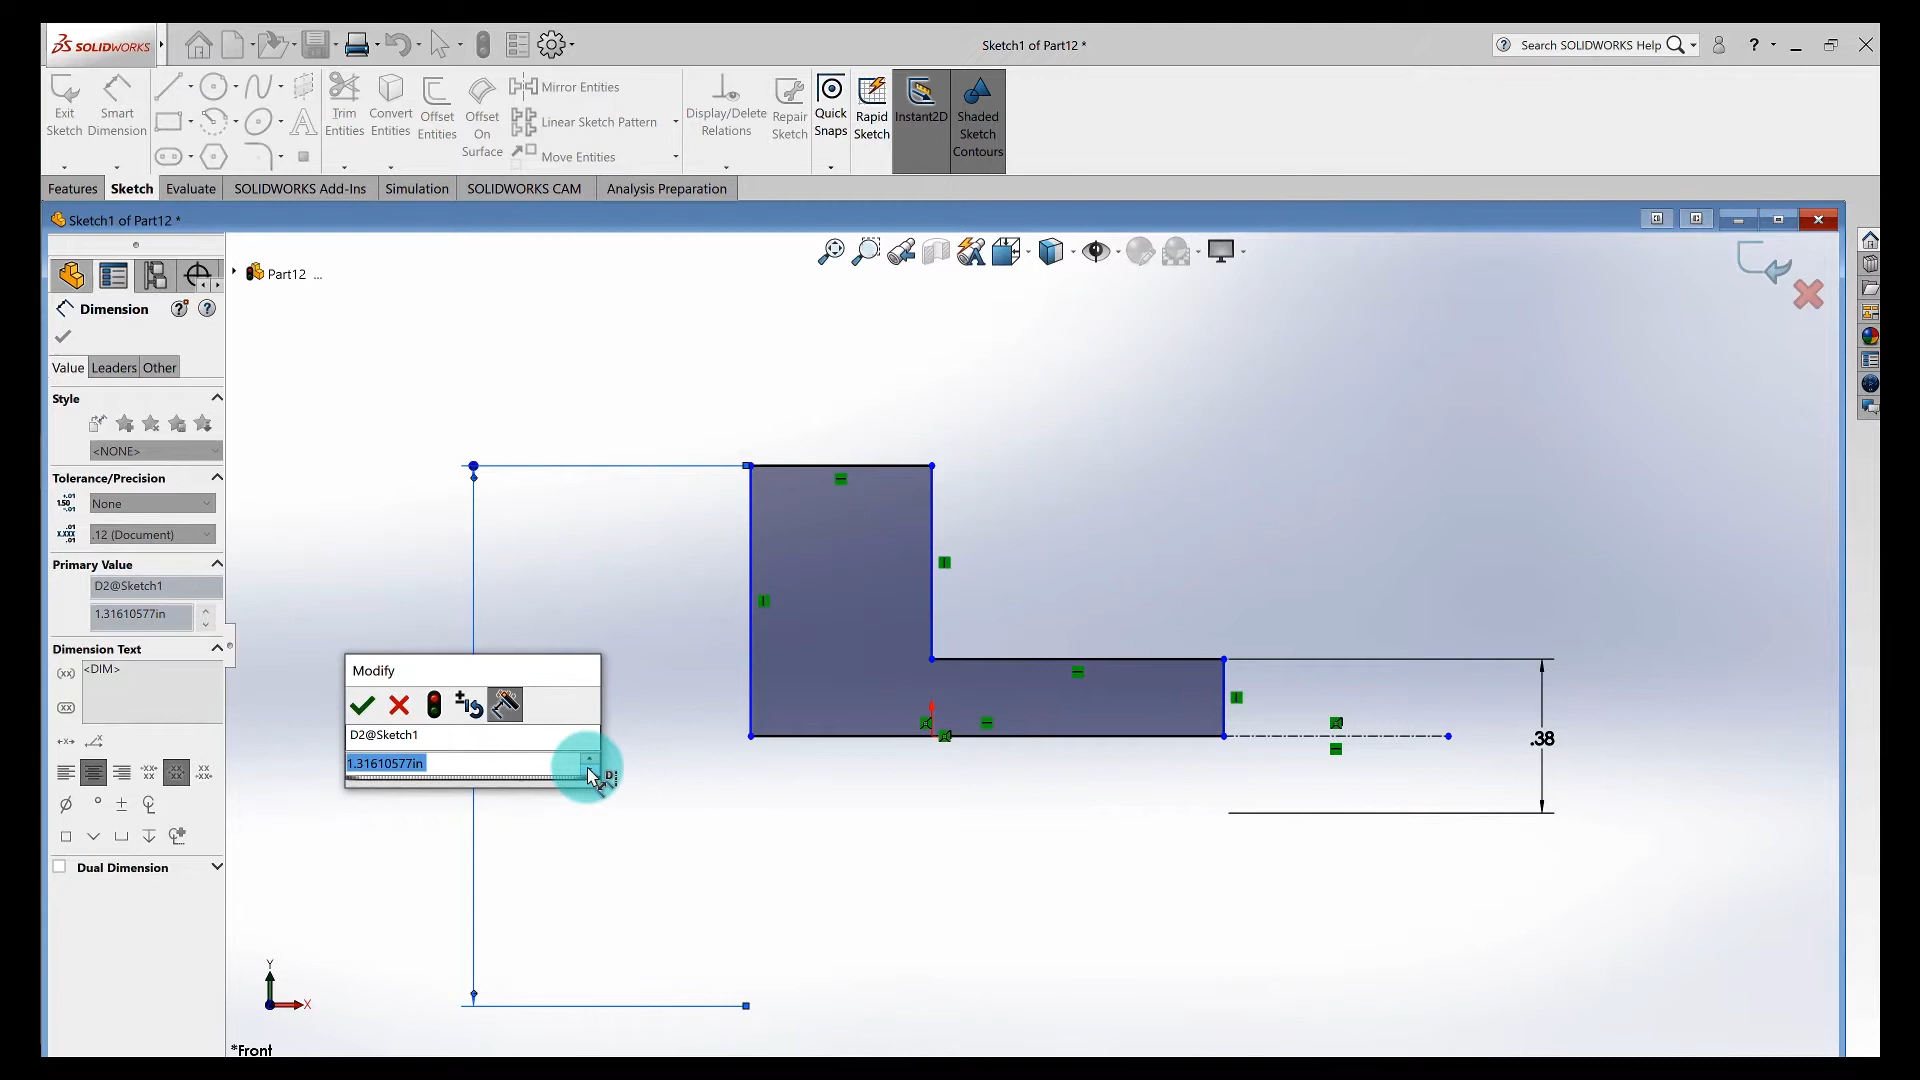 SOLIDWORKS
Sketch1 of Part12 *
Search SOLIDWORKS Help
?
Exit Sketch
Smart Dimension
Trim Entities
Convert Entities
Offset Entities
Offset On Surface
Mirror Entities
Linear Sketch Pattern
Move Entities
Display/Delete Relations
Repair Sketch
Quick Snaps
Rapid Sketch
Instant2D
Shaded Sketch Contours
Features
Sketch
Evaluate
SOLIDWORKS Add-Ins
Simulation
SOLIDWORKS CAM
Analysis Preparation
Sketch1 of Part12 *
Part12 ...
Dimension
Value
Leaders
Other
Style
<NONE>
Tolerance/Precision
None
.12 (Document)
Primary Value
D2@Sketch1
1.31610577in
Dimension Text
<DIM>
Dual Dimension
Modify
D2@Sketch1
1.31610577in
.38
Y
X
*Front